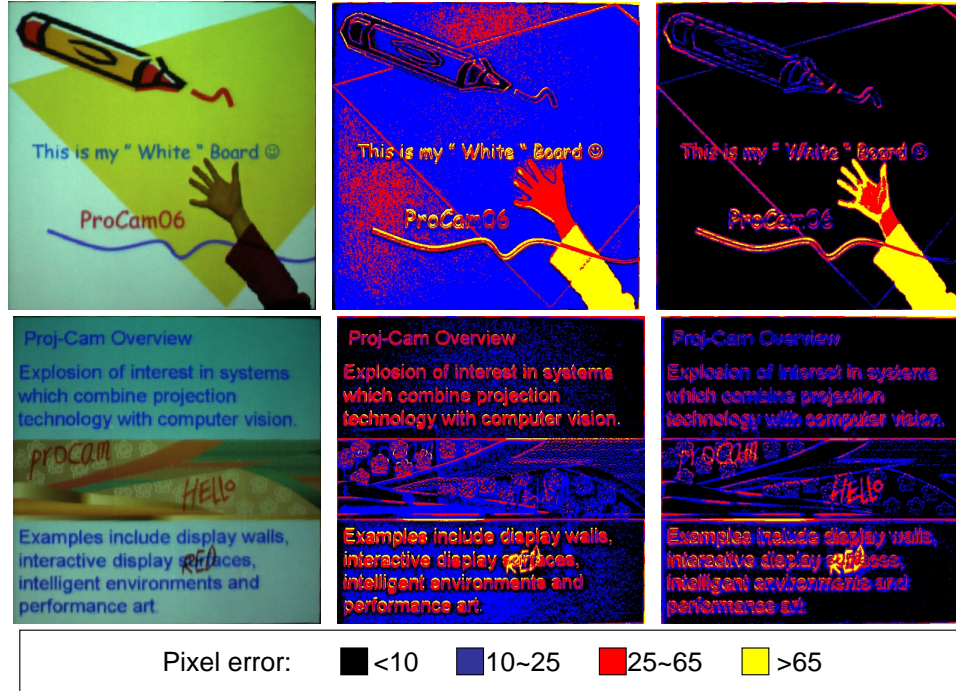 This is my " White " Board ☺
ProCam06
This is my " White " Board ☺
ProCam06
This is my " White " Board ☺
ProCam06
Proj-Cam Overview
Explosion of interest in systems
which combine projection
technology with computer vision.
procam
HELLO
Examples include display walls,
interactive display surfaces,
RED
intelligent environments and
performance art.
Proj-Cam Overview
Explosion of interest in systems
which combine projection
technology with computer vision.
Examples include display walls,
interactive display surfaces,
RED
intelligent environments and
performance art.
Proj-Cam Overview
Explosion of interest in systems
which combine projection
technology with computer vision.
procam
HELLO
Examples include display walls,
interactive display surfaces,
RED
intelligent environments and
performance art.
Pixel error: <10 10~25 25~65 >65